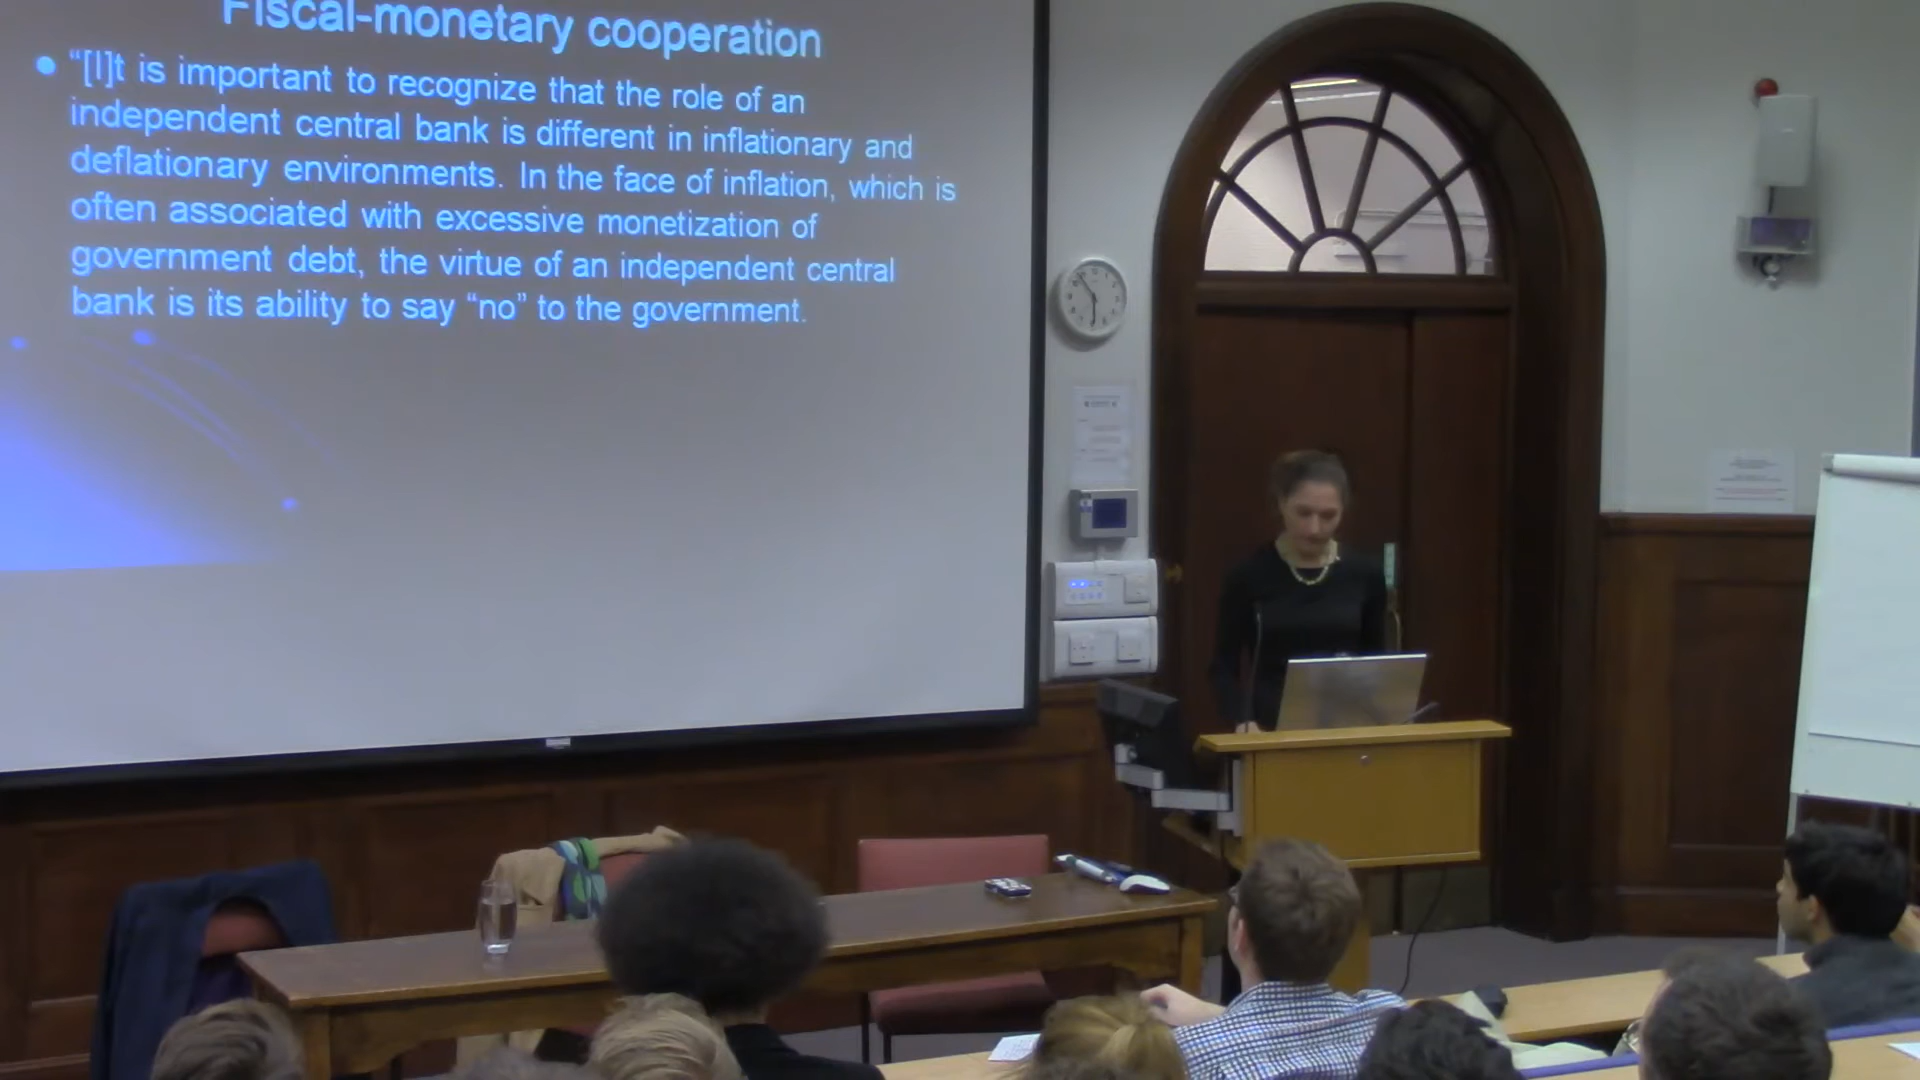 Fiscal-monetary cooperation
• “[I]t is important to recognize that the role of an
independent central bank is different in inflationary and
deflationary environments. In the face of inflation, which is
often associated with excessive monetization of
government debt, the virtue of an independent central
bank is its ability to say “no” to the government.